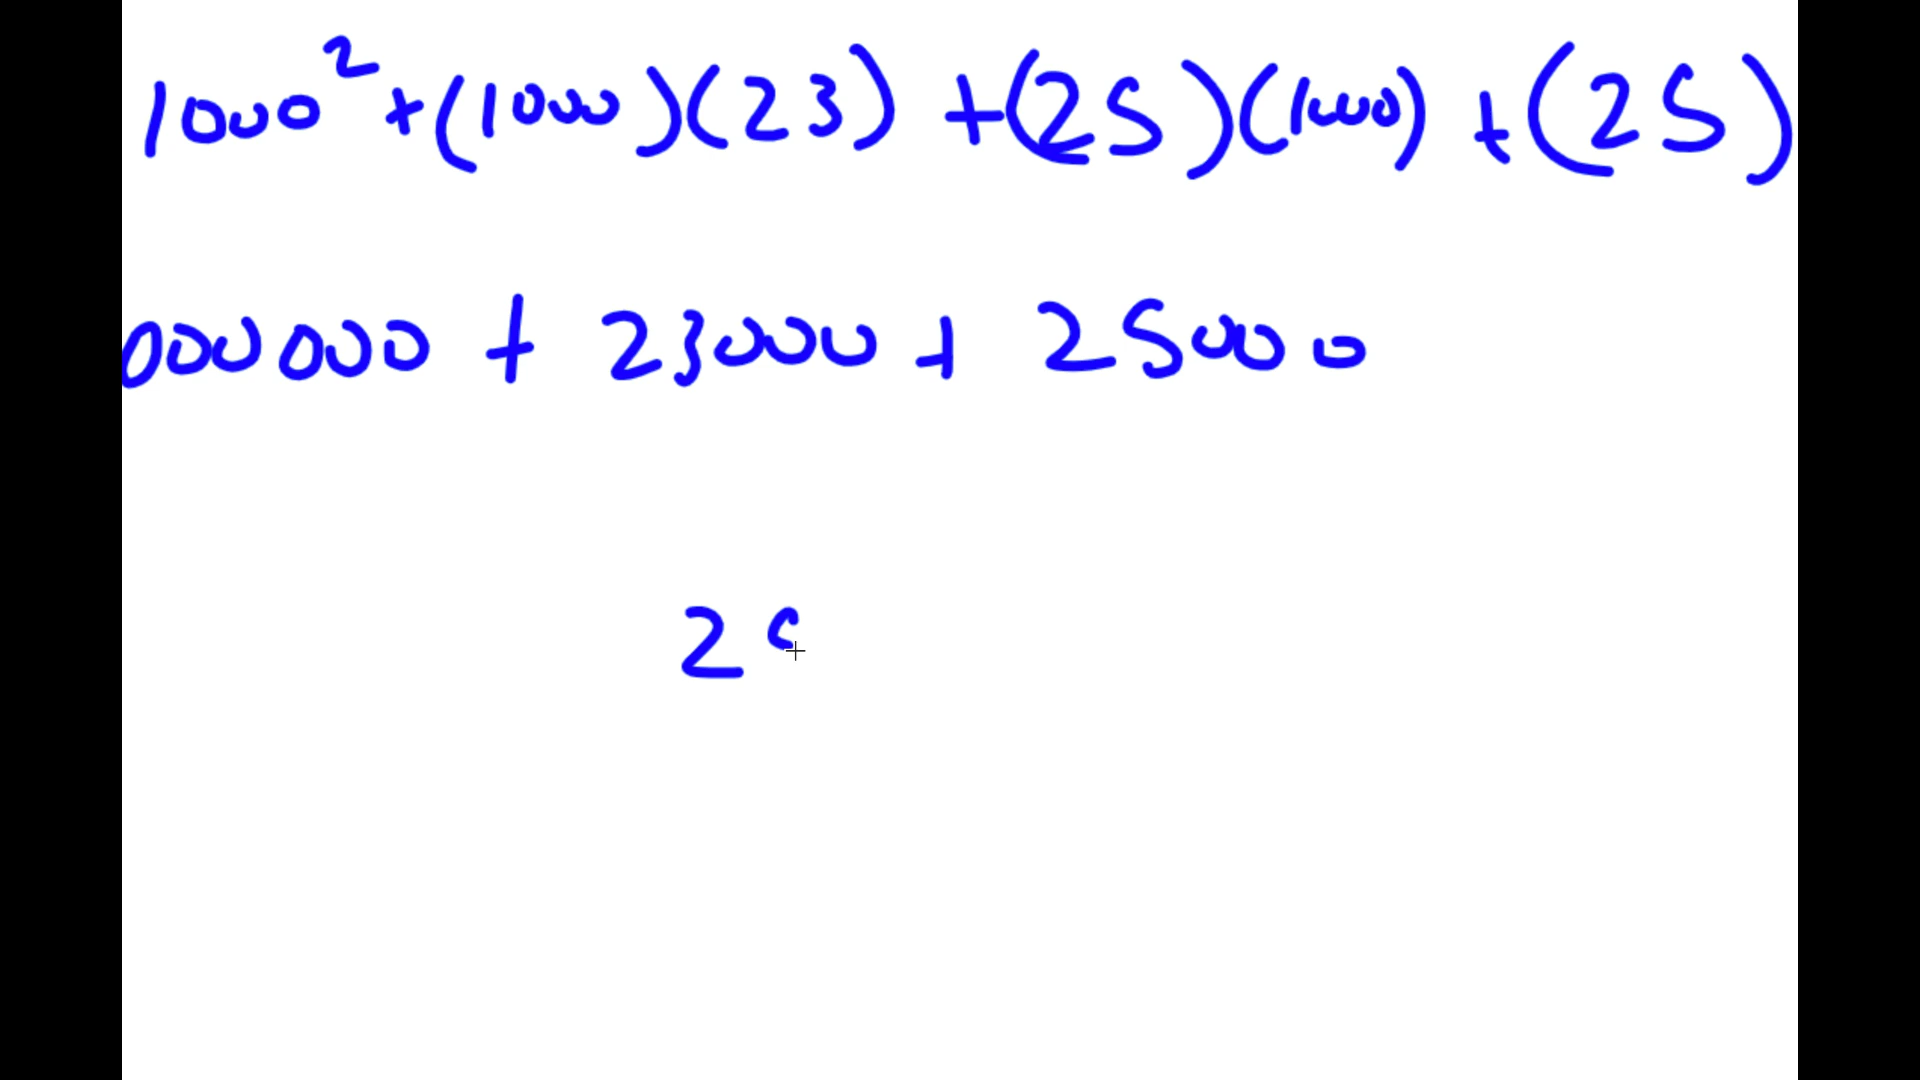 1000² + (1000)(23) + (25)(1000) + (25)
000000 + 23000 + 25000
2